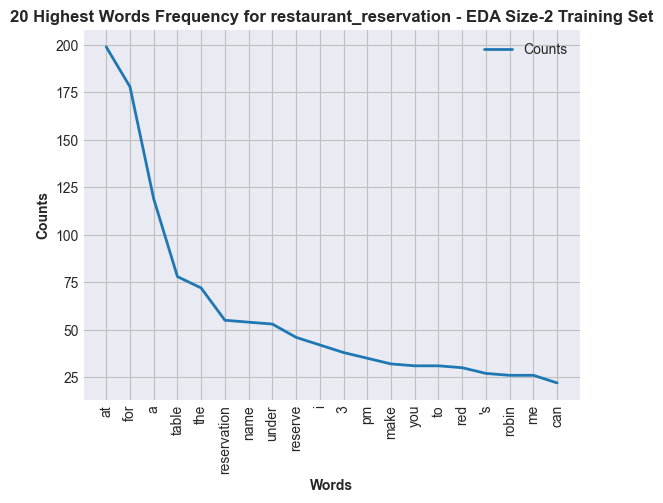 20 Highest Words Frequency for restaurant_reservation - EDA Size-2 Training Set
Counts
200
175
150
125
100
75
50
25
Counts
at
for
a
table
the
reservation
name
under
reserve
i
3
pm
make
you
to
red
's
robin
me
can
Words